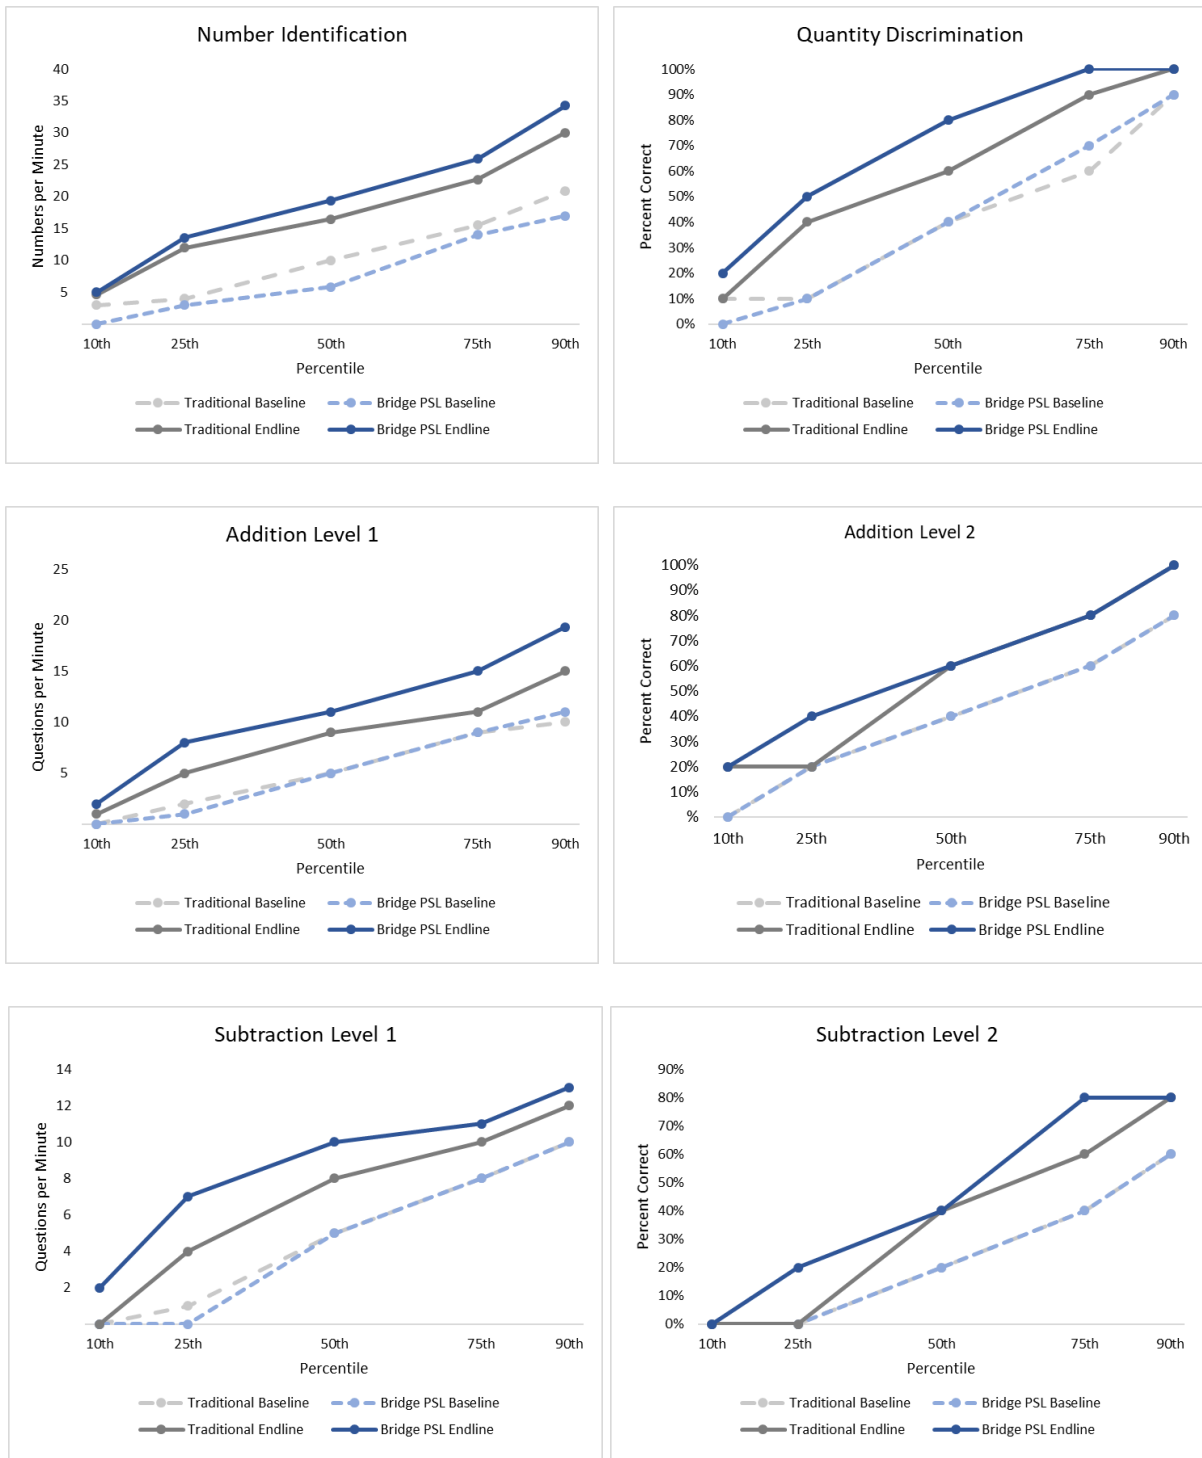 Number Identification
40
35
30
25
20
15
10
5
Numbers per Minute
10th 25th 50th 75th 90th
Percentile
Traditional Baseline Bridge PSL Baseline
Traditional Endline Bridge PSL Endline
Quantity Discrimination
100%
90%
80%
70%
60%
50%
40%
30%
20%
10%
0%
Percent Correct
10th 25th 50th 75th 90th
Percentile
Traditional Baseline Bridge PSL Baseline
Traditional Endline Bridge PSL Endline
Addition Level 1
25
20
15
10
5
Questions per Minute
10th 25th 50th 75th 90th
Percentile
Traditional Baseline Bridge PSL Baseline
Traditional Endline Bridge PSL Endline
Addition Level 2
100%
90%
80%
70%
60%
50%
40%
30%
20%
10%
%
Percent Correct
10th 25th 50th 75th 90th
Percentile
Traditional Baseline Bridge PSL Baseline
Traditional Endline Bridge PSL Endline
Subtraction Level 1
14
12
10
8
6
4
2
Questions per Minute
10th 25th 50th 75th 90th
Percentile
Traditional Baseline Bridge PSL Baseline
Traditional Endline Bridge PSL Endline
Subtraction Level 2
90%
80%
70%
60%
50%
40%
30%
20%
10%
0%
Percent Correct
10th 25th 50th 75th 90th
Percentile
Traditional Baseline Bridge PSL Baseline
Traditional Endline Bridge PSL Endline